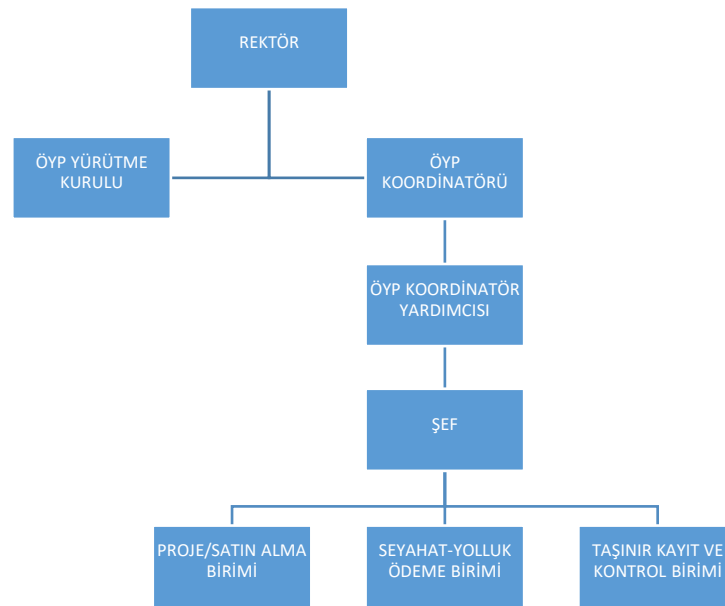 REKTÖR
ÖYP YÜRÜTME
KURULU
ÖYP
KOORDİNATÖRÜ
ÖYP KOORDİNATÖR
YARDIMCISI
ŞEF
PROJE/SATIN ALMA
BİRİMİ
SEYAHAT-YOLLUK
ÖDEME BİRİMİ
TAŞINIR KAYIT VE
KONTROL BİRİMİ